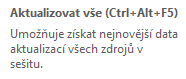 Aktualizovat vše (Ctrl+Alt+F5)
Umožňuje získat nejnovější data
aktualizací všech zdrojů v
sešitu.